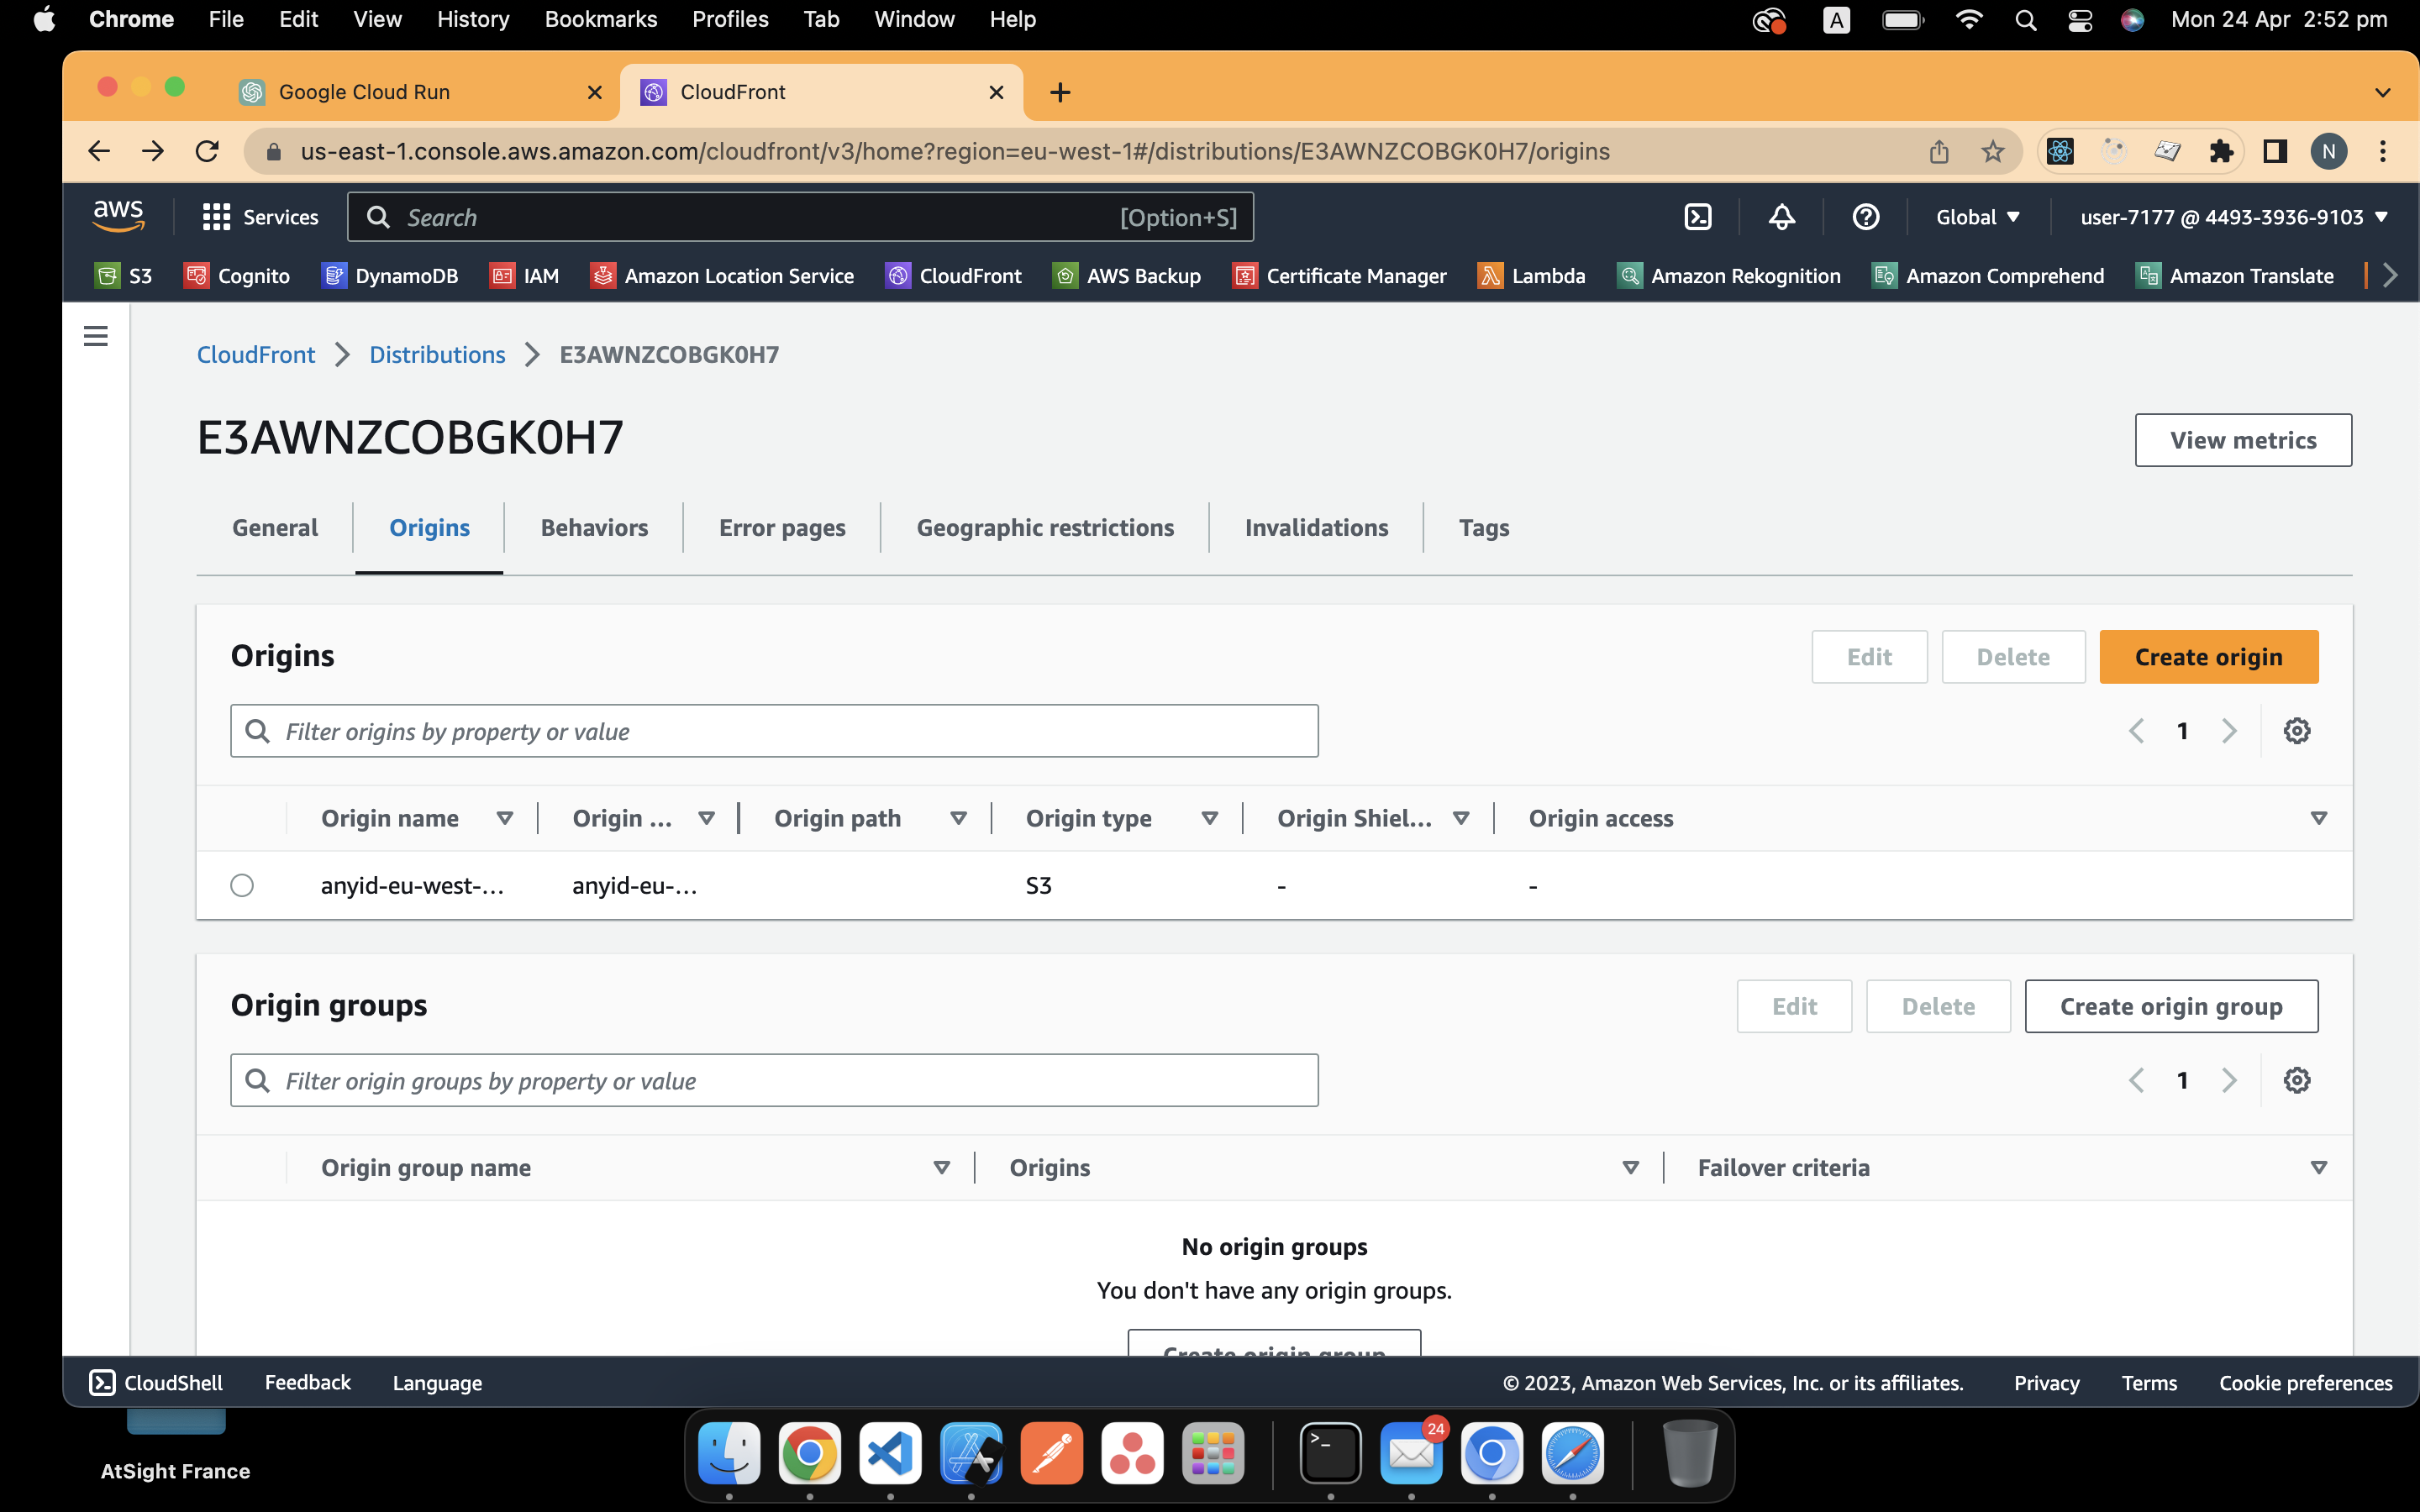 Chrome File Edit View History Bookmarks Profiles Tab Window Help A Mon 24 Apr 2:52 pm
Google Cloud Run CloudFront
us-east-1.console.aws.amazon.com/cloudfront/v3/home?region=eu-west-1#/distributions/E3AWNZCOBGK0H7/origins N
aws Services Search [Option+S] Global user-7177 @ 4493-3936-9103
S3 Cognito DynamoDB IAM Amazon Location Service CloudFront AWS Backup Certificate Manager Lambda Amazon Rekognition Amazon Comprehend Amazon Translate
CloudFront Distributions E3AWNZCOBGK0H7
E3AWNZCOBGK0H7 View metrics
General Origins Behaviors Error pages Geographic restrictions Invalidations Tags
Origins Edit Delete Create origin
Filter origins by property or value 1
Origin name Origin ... Origin path Origin type Origin Shiel... Origin access
anyid-eu-west-... anyid-eu-... S3 - -
Origin groups Edit Delete Create origin group
Filter origin groups by property or value 1
Origin group name Origins Failover criteria
No origin groups
You don't have any origin groups.
Create origin group
CloudShell Feedback Language © 2023, Amazon Web Services, Inc. or its affiliates. Privacy Terms Cookie preferences
24
AtSight France